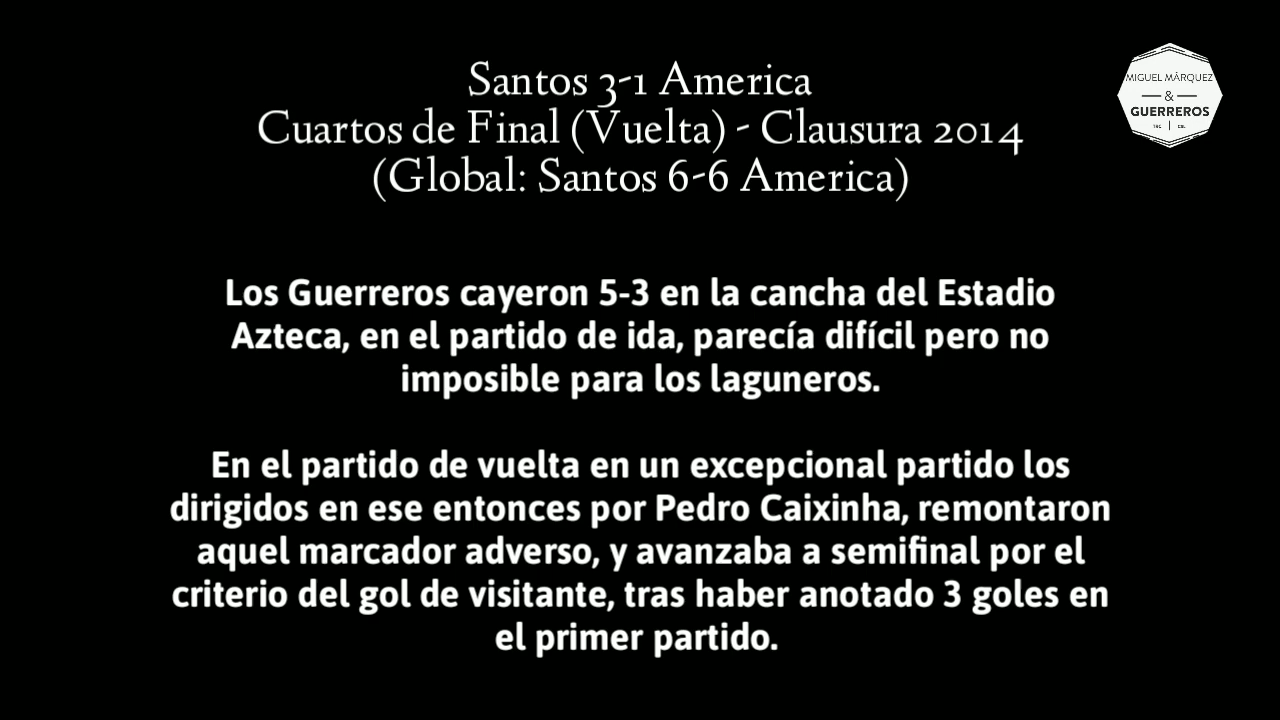 Santos 3-1 America
Cuartos de Final (Vuelta) - Clausura 2014
(Global: Santos 6-6 America)
MIGUEL MÁRQUEZ
&
GUERREROS
Los Guerreros cayeron 5-3 en la cancha del Estadio
Azteca, en el partido de ida, parecía difícil pero no
imposible para los laguneros.
En el partido de vuelta en un excepcional partido los
dirigidos en ese entonces por Pedro Caixinha, remontaron
aquel marcador adverso, y avanzaba a semifinal por el
criterio del gol de visitante, tras haber anotado 3 goles en
el primer partido.